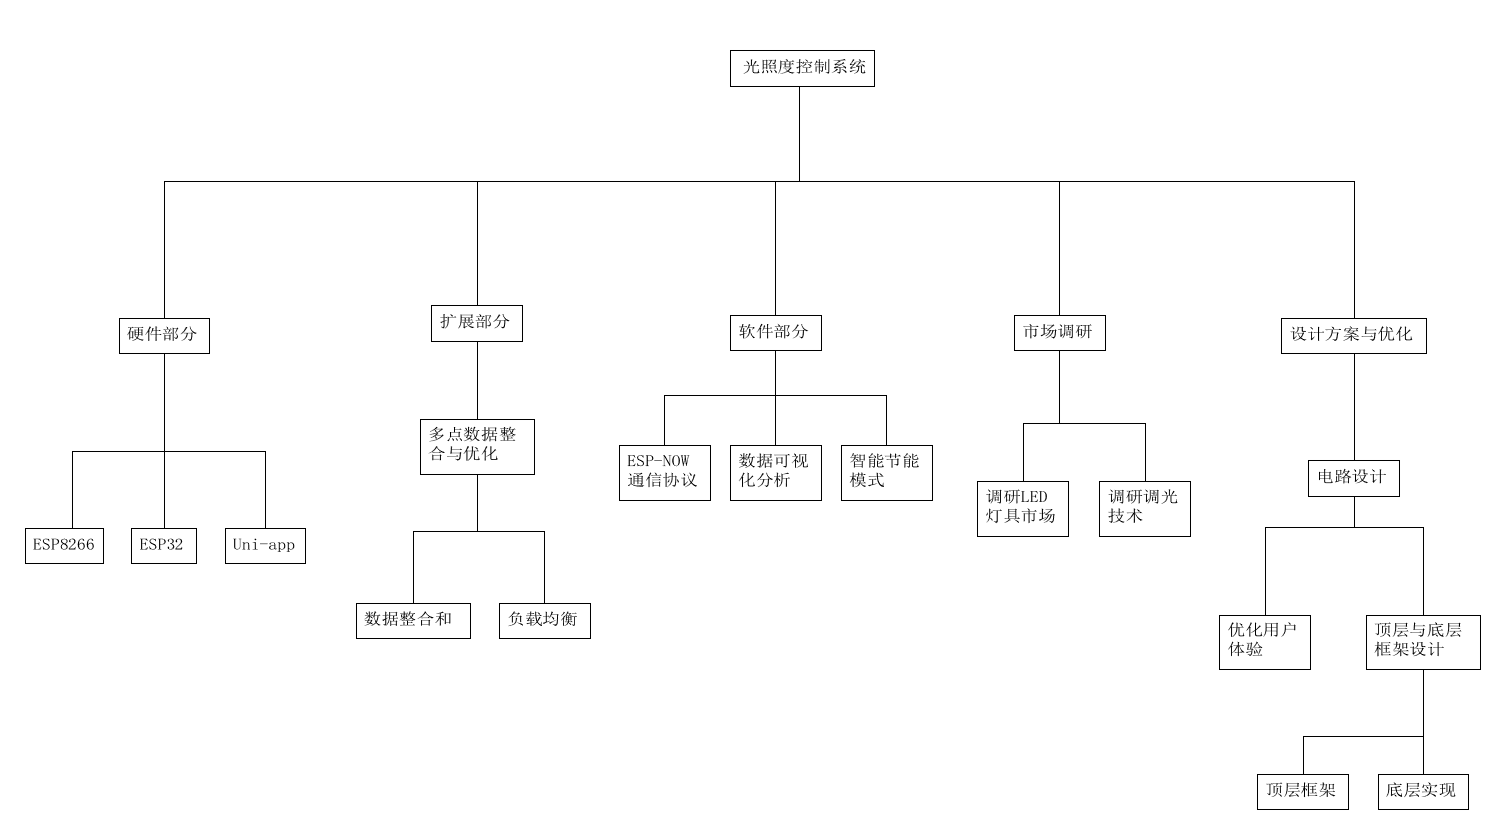 光照度控制系统
硬件部分
扩展部分
软件部分
市场调研
设计方案与优化
多点数据整
合与优化
ESP-NOW
通信协议
数据可视
化分析
智能节能
模式
电路设计
调研LED
灯具市场
调研调光
技术
ESP8266
ESP32
Uni-app
数据整合和
负载均衡
优化用户
体验
顶层与底层
框架设计
顶层框架
底层实现